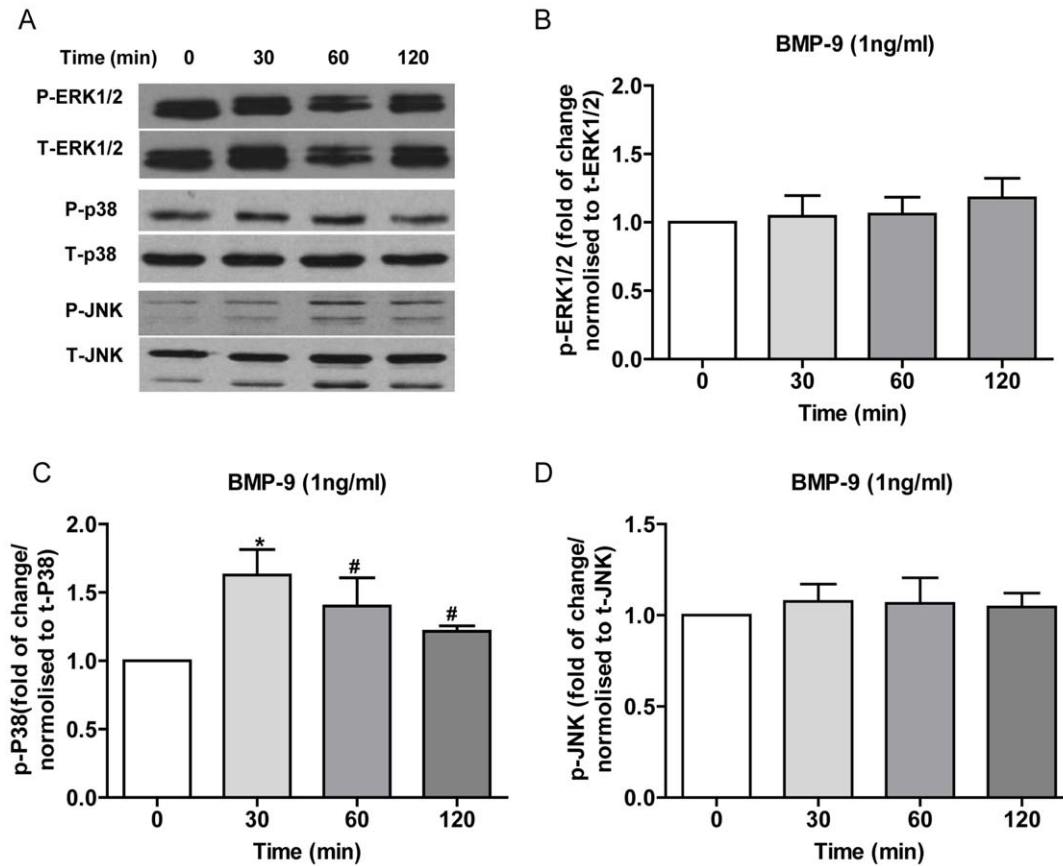 A
Time (min) 0 30 60 120
P-ERK1/2
T-ERK1/2
P-p38
T-p38
P-JNK
T-JNK
B
BMP-9 (1ng/ml)
p-ERK1/2 (fold of change/
normolised to t-ERK1/2)
2.0
1.5
1.0
0.5
0.0
0 30 60 120
Time (min)
C
BMP-9 (1ng/ml)
p-P38(fold of change/
normolised to t-P38)
2.0
1.5
1.0
0.5
0.0
*
#
#
0 30 60 120
Time (min)
D
BMP-9 (1ng/ml)
p-JNK (fold of change/
normolised to t-JNK)
1.5
1.0
0.5
0.0
0 30 60 120
Time (min)